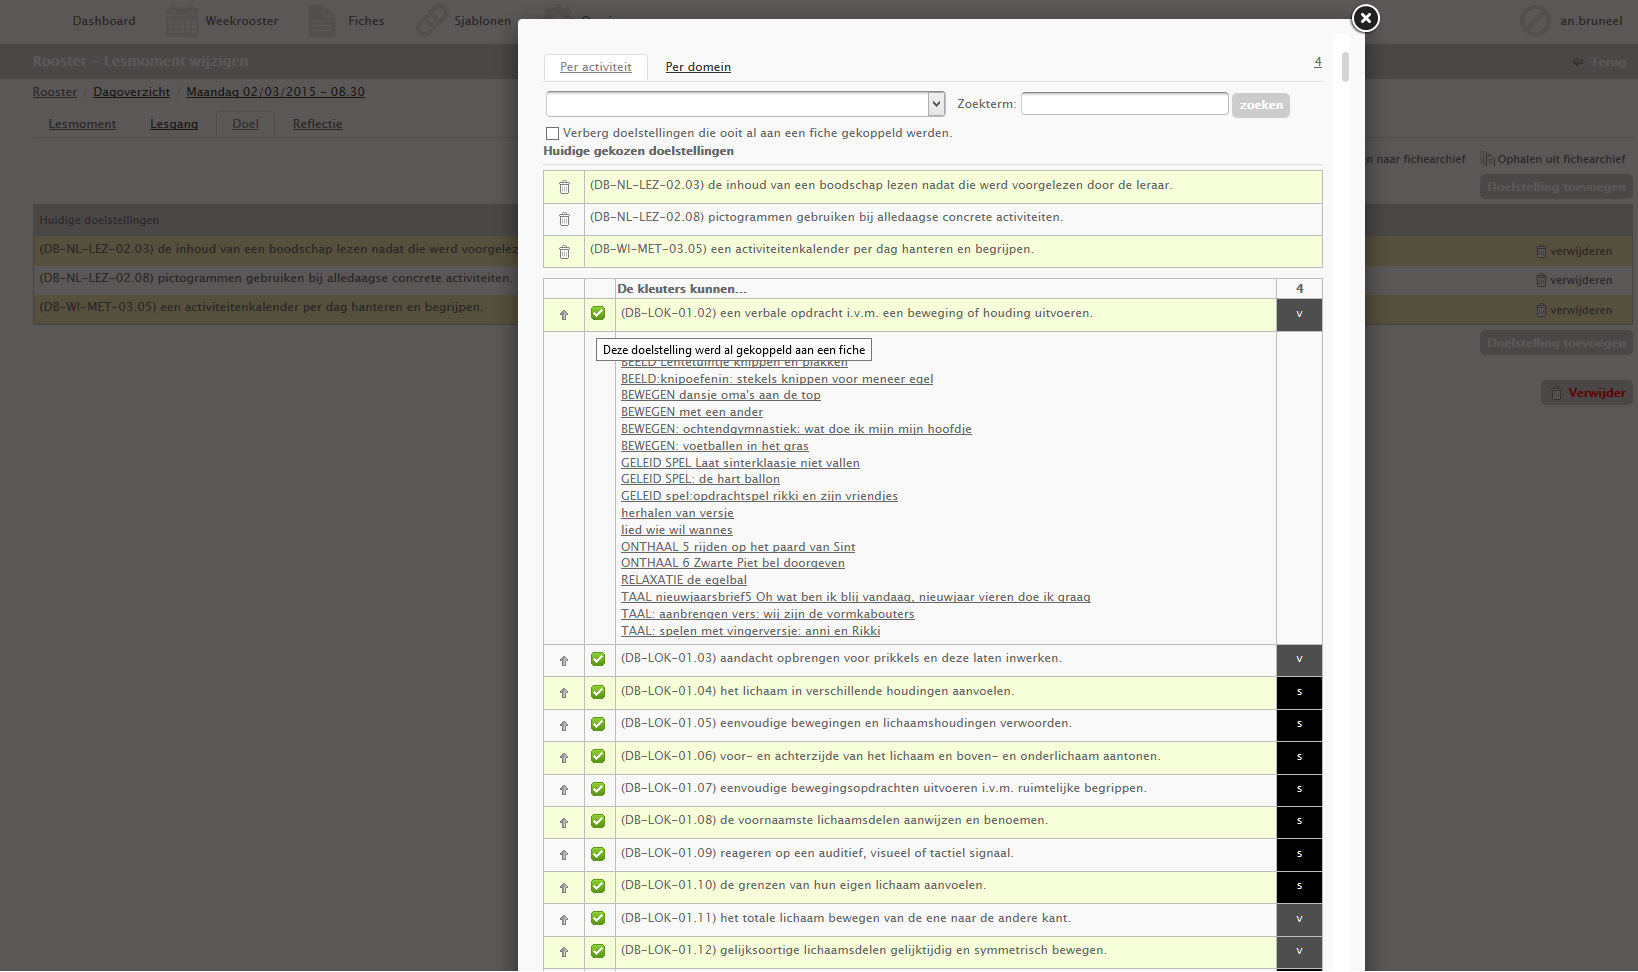 Dashboard Weekrooster Fiches Sjablonen
an.bruneel
Rooster - Lesmoment wijzigen
Terug
Rooster / Dagoverzicht / Maandag 02/03/2015 - 08.30
Lesmoment Lesgang Doel Reflectie
n naar fichearchief Ophalen uit fichearchief
Doelstelling toevoegen
Huidige doelstellingen
(DB-NL-LEZ-02.03) de inhoud van een boodschap lezen nadat die werd voorgelez
verwijderen
(DB-NL-LEZ-02.08) pictogrammen gebruiken bij alledaagse concrete activiteiten.
verwijderen
(DB-WI-MET-03.05) een activiteitenkalender per dag hanteren en begrijpen.
verwijderen
Doelstelling toevoegen
Verwijder
Per activiteit Per domein 4
Zoekterm: zoeken
Verberg doelstellingen die ooit al aan een fiche gekoppeld werden.
Huidige gekozen doelstellingen
(DB-NL-LEZ-02.03) de inhoud van een boodschap lezen nadat die werd voorgelezen door de leraar.
(DB-NL-LEZ-02.08) pictogrammen gebruiken bij alledaagse concrete activiteiten.
(DB-WI-MET-03.05) een activiteitenkalender per dag hanteren en begrijpen.
De kleuters kunnen... 4
(DB-LOK-01.02) een verbale opdracht i.v.m. een beweging of houding uitvoeren. v
Deze doelstelling werd al gekoppeld aan een fiche
BEELD Lentetuintje knippen en plakken
BEELD:knipoefenin: stekels knippen voor meneer egel
BEWEGEN dansje oma's aan de top
BEWEGEN met een ander
BEWEGEN: ochtendgymnastiek: wat doe ik mijn mijn hoofdje
BEWEGEN: voetballen in het gras
GELEID SPEL Laat sinterklaasje niet vallen
GELEID SPEL: de hart ballon
GELEID spel:opdrachtspel rikki en zijn vriendjes
herhalen van versje
lied wie wil wannes
ONTHAAL 5 rijden op het paard van Sint
ONTHAAL 6 Zwarte Piet bel doorgeven
RELAXATIE de egelbal
TAAL nieuwjaarsbrief5 Oh wat ben ik blij vandaag, nieuwjaar vieren doe ik graag
TAAL: aanbrengen vers: wij zijn de vormkabouters
TAAL: spelen met vingerversje: anni en Rikki
(DB-LOK-01.03) aandacht opbrengen voor prikkels en deze laten inwerken. v
(DB-LOK-01.04) het lichaam in verschillende houdingen aanvoelen. s
(DB-LOK-01.05) eenvoudige bewegingen en lichaamshoudingen verwoorden. s
(DB-LOK-01.06) voor- en achterzijde van het lichaam en boven- en onderlichaam aantonen. s
(DB-LOK-01.07) eenvoudige bewegingsopdrachten uitvoeren i.v.m. ruimtelijke begrippen. s
(DB-LOK-01.08) de voornaamste lichaamsdelen aanwijzen en benoemen. s
(DB-LOK-01.09) reageren op een auditief, visueel of tactiel signaal. s
(DB-LOK-01.10) de grenzen van hun eigen lichaam aanvoelen. s
(DB-LOK-01.11) het totale lichaam bewegen van de ene naar de andere kant. v
(DB-LOK-01.12) gelijksoortige lichaamsdelen gelijktijdig en symmetrisch bewegen. v